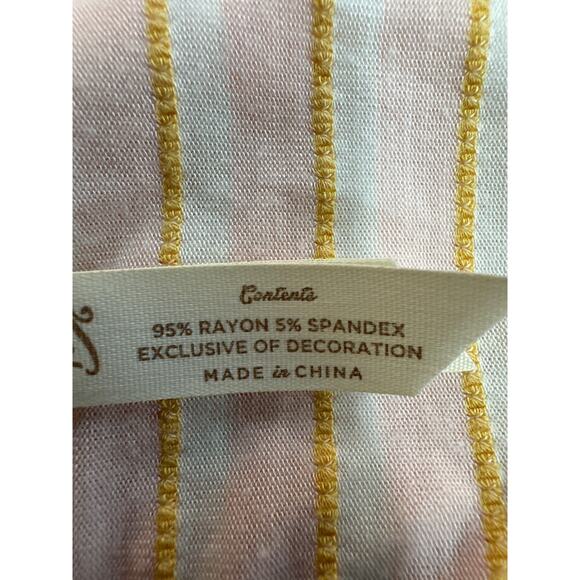 Contents
95% RAYON 5% SPANDEX
EXCLUSIVE OF DECORATION
MADE in CHINA